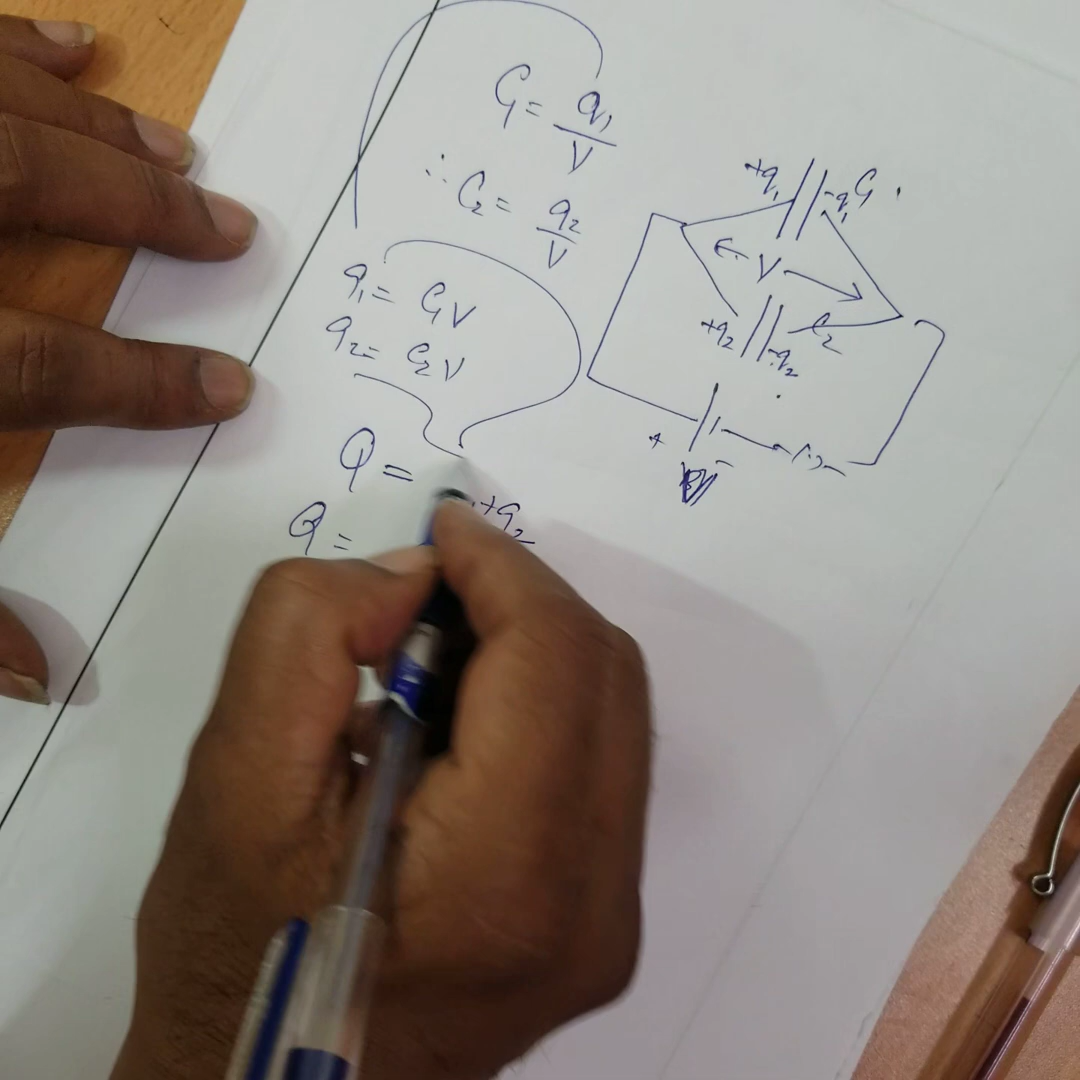 C₁ = q₁/V
∴ C₂ = q₂/V
q₁ = C₁V
q₂ = C₂V
Q =
+q₂
Q =
+q₁ -q₁ C₁
← V →
+q₂ -q₂ C₂
+ -
(·)